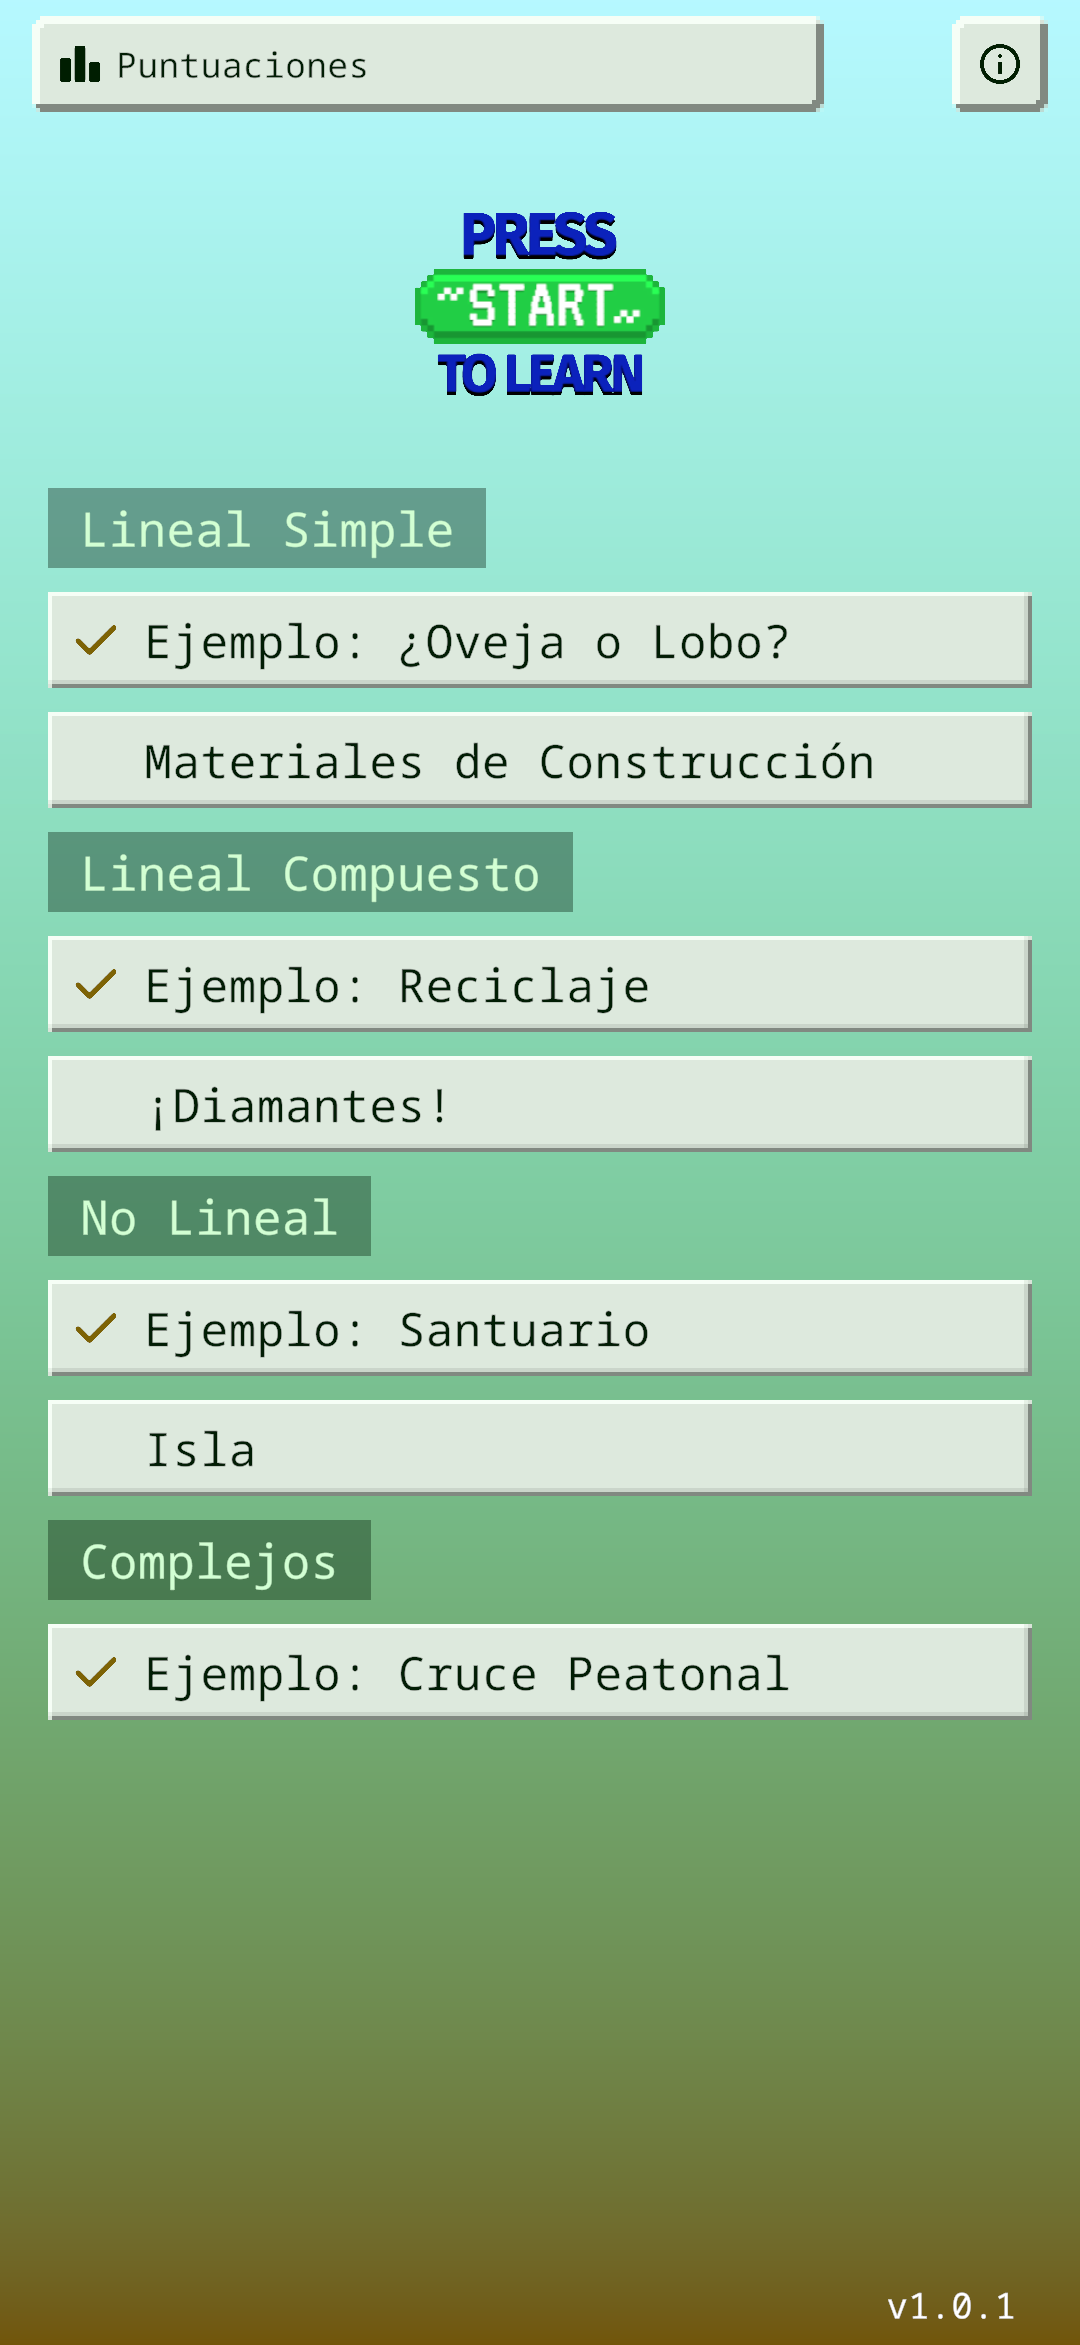 Puntuaciones
PRESS
~START~
TO LEARN
Lineal Simple
Ejemplo: ¿Oveja o Lobo?
Materiales de Construcción
Lineal Compuesto
Ejemplo: Reciclaje
¡Diamantes!
No Lineal
Ejemplo: Santuario
Isla
Complejos
Ejemplo: Cruce Peatonal
v1.0.1